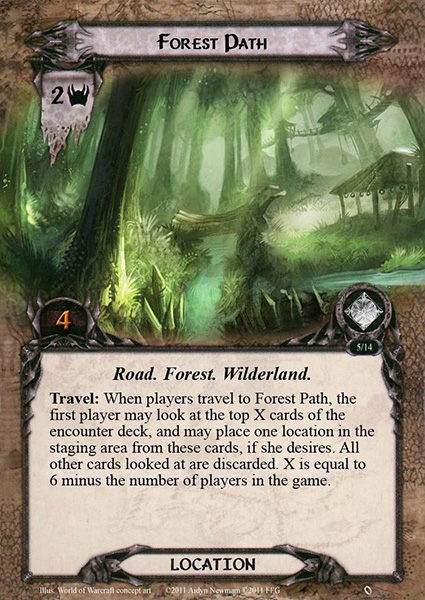 FOREST PATH
2
4
5/14
Road. Forest. Wilderland.
Travel: When players travel to Forest Path, the
first player may look at the top X cards of the
encounter deck, and may place one location in the
staging area from these cards, if she desires. All
other cards looked at are discarded. X is equal to
6 minus the number of players in the game.
LOCATION
Illus. World of Warcraft concept art ©2011 Aidyn Newman ©2011 FFG